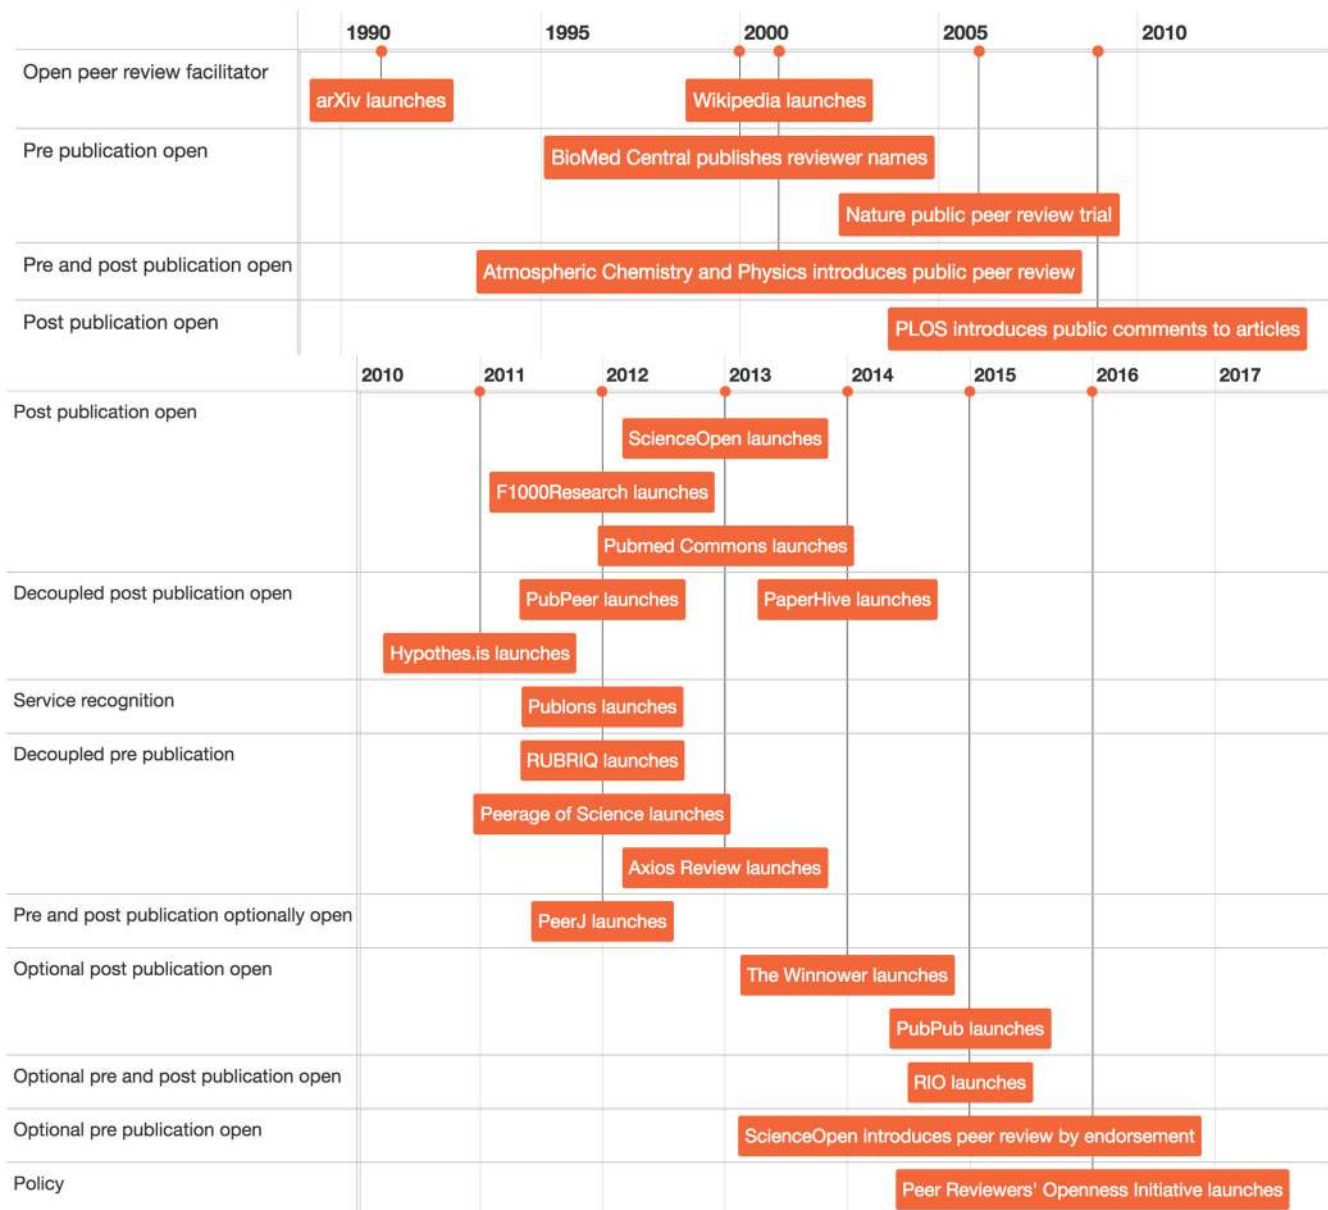 1990 1995 2000 2005 2010
Open peer review facilitator
arXiv launches Wikipedia launches
Pre publication open
BioMed Central publishes reviewer names
Nature public peer review trial
Pre and post publication open
Atmospheric Chemistry and Physics introduces public peer review
Post publication open
PLOS introduces public comments to articles
2010 2011 2012 2013 2014 2015 2016 2017
Post publication open
ScienceOpen launches
F1000Research launches
Pubmed Commons launches
Decoupled post publication open
PubPeer launches PaperHive launches
Hypothes.is launches
Service recognition
Publons launches
Decoupled pre publication
RUBRIQ launches
Peerage of Science launches
Axios Review launches
Pre and post publication optionally open
PeerJ launches
Optional post publication open
The Winnower launches
PubPub launches
Optional pre and post publication open
RIO launches
Optional pre publication open
ScienceOpen introduces peer review by endorsement
Policy
Peer Reviewers' Openness Initiative launches